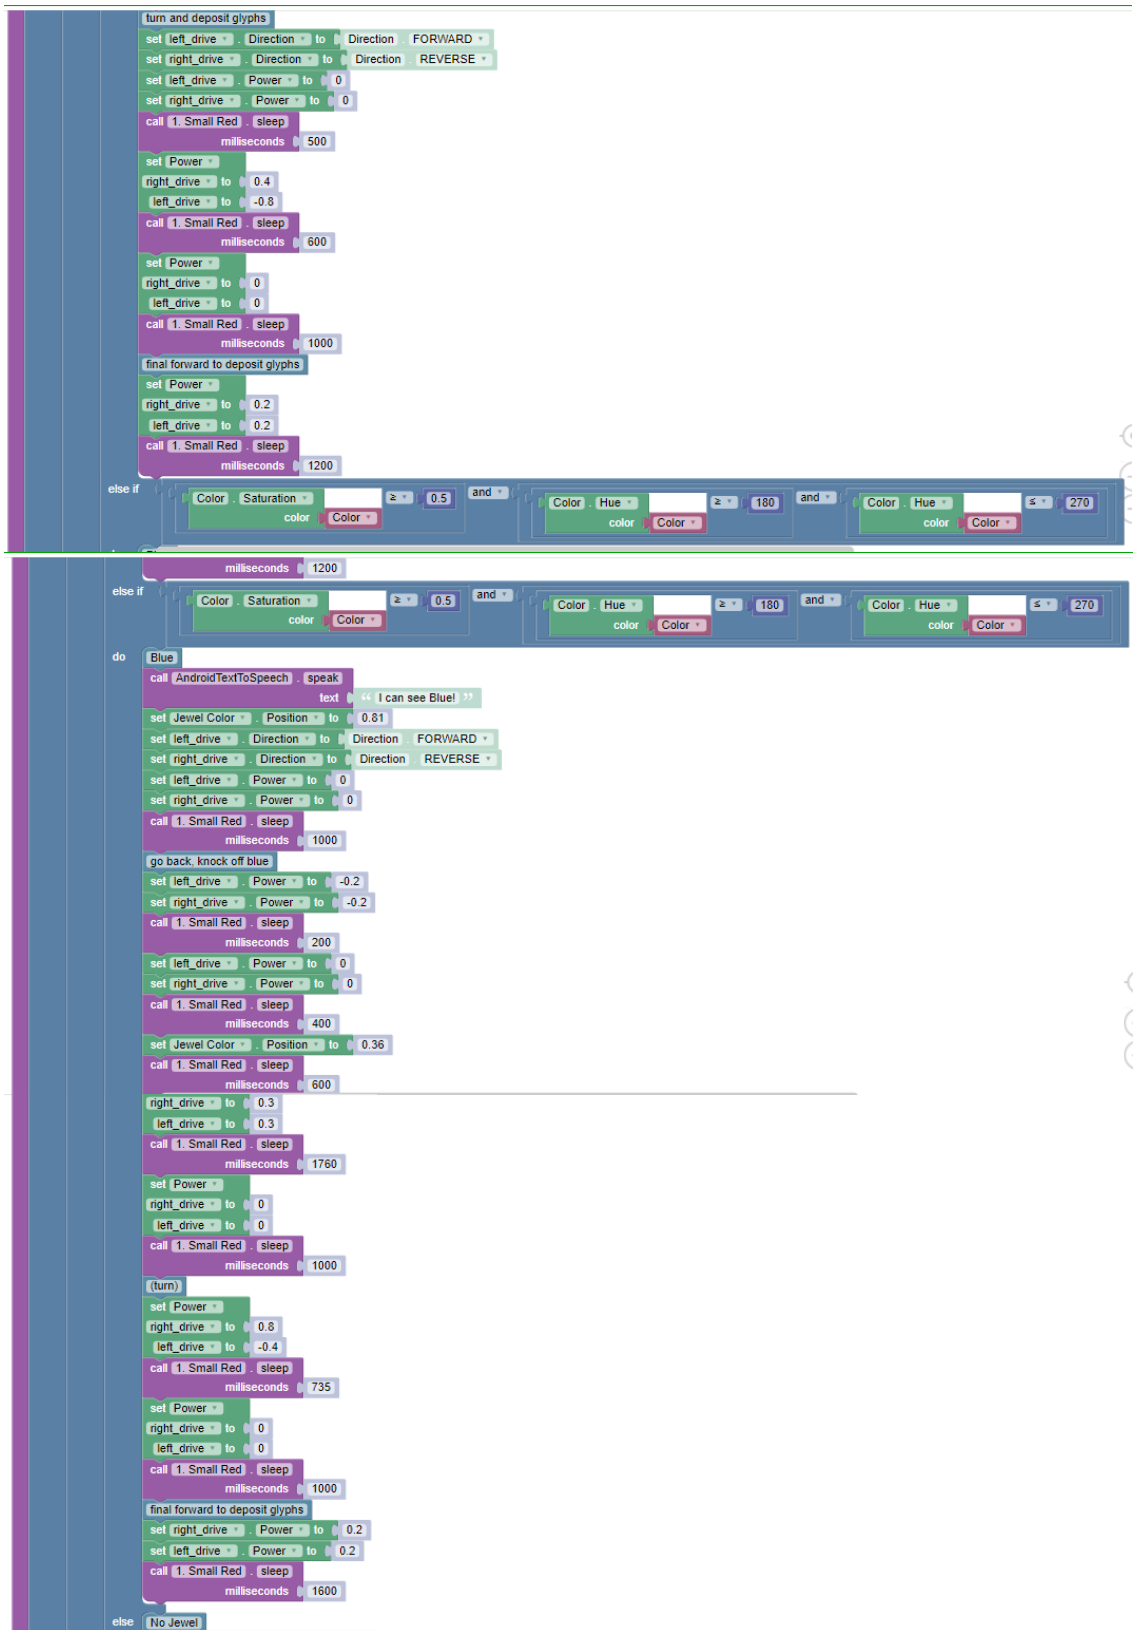 turn and deposit glyphs
set left_drive . Direction to Direction FORWARD
set right_drive . Direction to Direction REVERSE
set left_drive . Power to 0
set right_drive . Power to 0
call 1. Small Red . sleep
milliseconds 500
set Power
right_drive to 0.4
left_drive to -0.8
call 1. Small Red . sleep
milliseconds 600
set Power
right_drive to 0
left_drive to 0
call 1. Small Red . sleep
milliseconds 1000
final forward to deposit glyphs
set Power
right_drive to 0.2
left_drive to 0.2
call 1. Small Red . sleep
milliseconds 1200
else if Color . Saturation ≥ 0.5 and Color . Hue ≥ 180 and Color . Hue ≤ 270
color Color color Color color Color
milliseconds 1200
else if Color . Saturation ≥ 0.5 and Color . Hue ≥ 180 and Color . Hue ≤ 270
color Color color Color color Color
do Blue
call AndroidTextToSpeech . speak
text “ I can see Blue! ”
set Jewel Color . Position to 0.81
set left_drive . Direction to Direction FORWARD
set right_drive . Direction to Direction REVERSE
set left_drive . Power to 0
set right_drive . Power to 0
call 1. Small Red . sleep
milliseconds 1000
go back, knock off blue
set left_drive . Power to -0.2
set right_drive . Power to -0.2
call 1. Small Red . sleep
milliseconds 200
set left_drive . Power to 0
set right_drive . Power to 0
call 1. Small Red . sleep
milliseconds 400
set Jewel Color . Position to 0.36
call 1. Small Red . sleep
milliseconds 600
right_drive to 0.3
left_drive to 0.3
call 1. Small Red . sleep
milliseconds 1760
set Power
right_drive to 0
left_drive to 0
call 1. Small Red . sleep
milliseconds 1000
(turn)
set Power
right_drive to 0.8
left_drive to -0.4
call 1. Small Red . sleep
milliseconds 735
set Power
right_drive to 0
left_drive to 0
call 1. Small Red . sleep
milliseconds 1000
final forward to deposit glyphs
set right_drive . Power to 0.2
set left_drive . Power to 0.2
call 1. Small Red . sleep
milliseconds 1600
else No Jewel